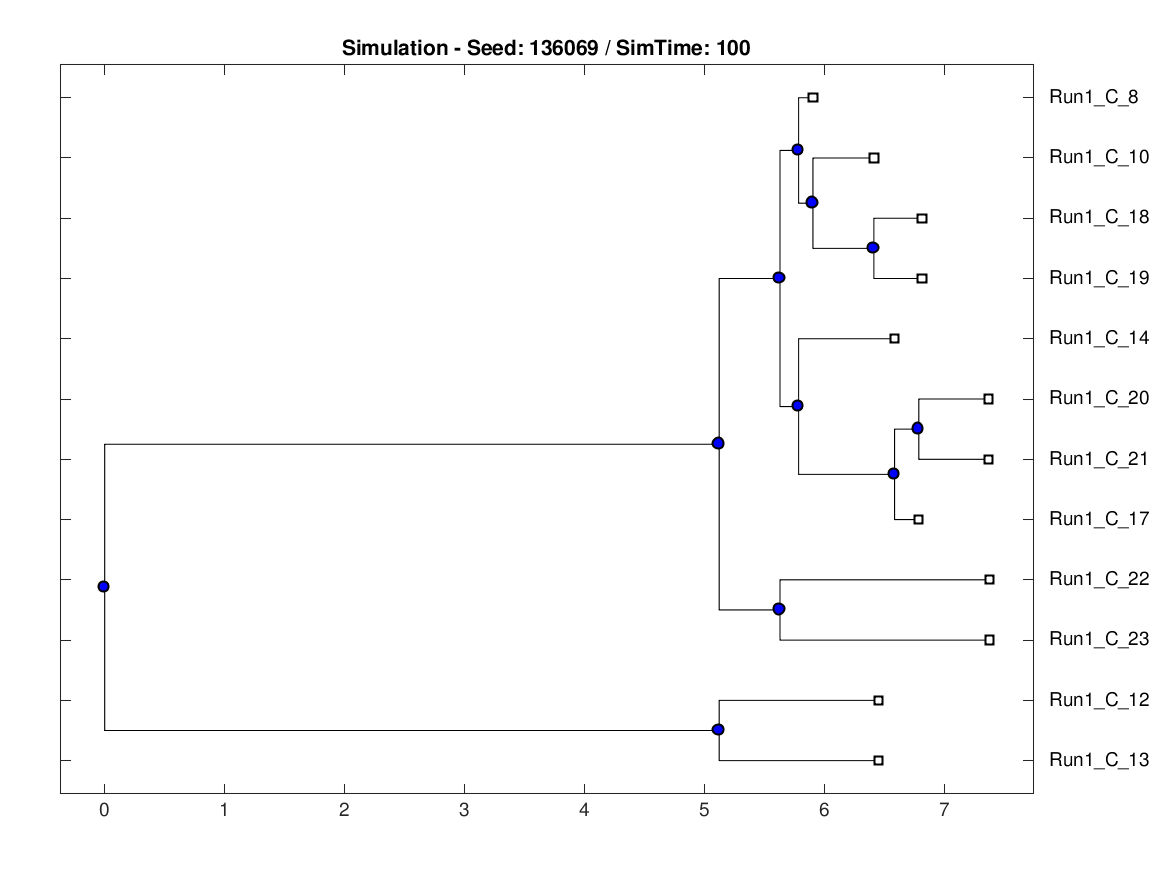 Simulation - Seed: 136069 / SimTime: 100
Run1_C_8
Run1_C_10
Run1_C_18
Run1_C_19
Run1_C_14
Run1_C_20
Run1_C_21
Run1_C_17
Run1_C_22
Run1_C_23
Run1_C_12
Run1_C_13
0 1 2 3 4 5 6 7